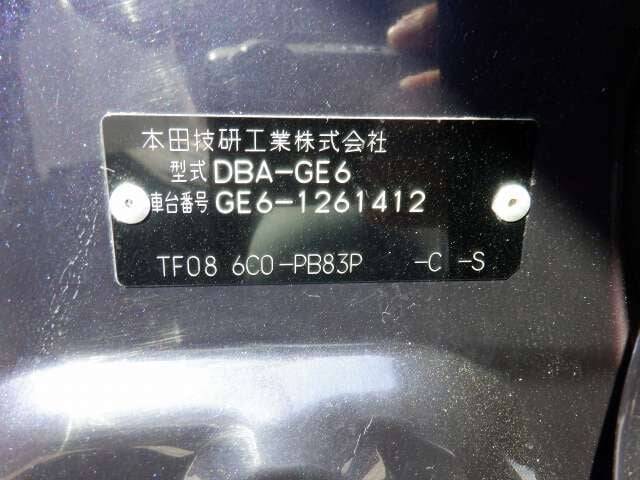 本田技研工業株式会社
型式 DBA-GE6
車台番号 GE6-1261412
TF08 6C0-PB83P -C -S